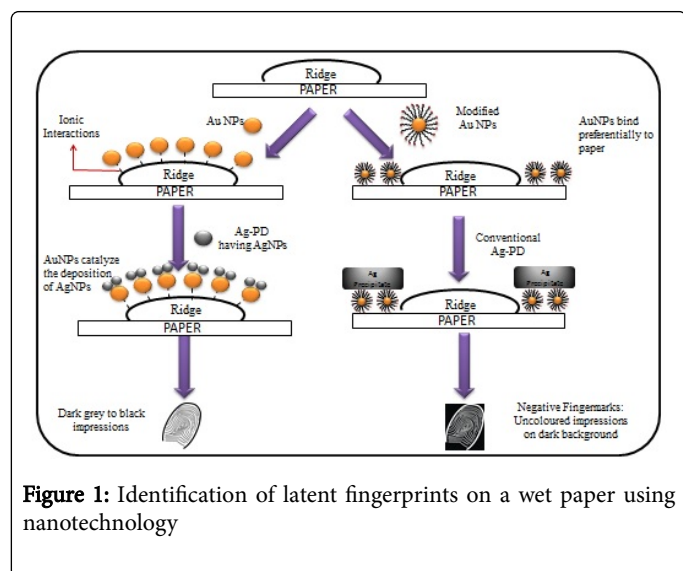 Ridge
PAPER
Ionic
Interactions
Au NPs
Modified
Au NPs
AuNPs bind
preferentially to
paper
Ridge
PAPER
Ridge
PAPER
Ag-PD
having AgNPs
Conventional
Ag-PD
AuNPs catalyze
the deposition
of AgNPs
Ag
Precipitate
Ag
Precipitate
Ridge
PAPER
Ridge
PAPER
Dark grey to black
impressions
Negative Fingermarks:
Uncoloured impressions
on dark background
Figure 1: Identification of latent fingerprints on a wet paper using
nanotechnology